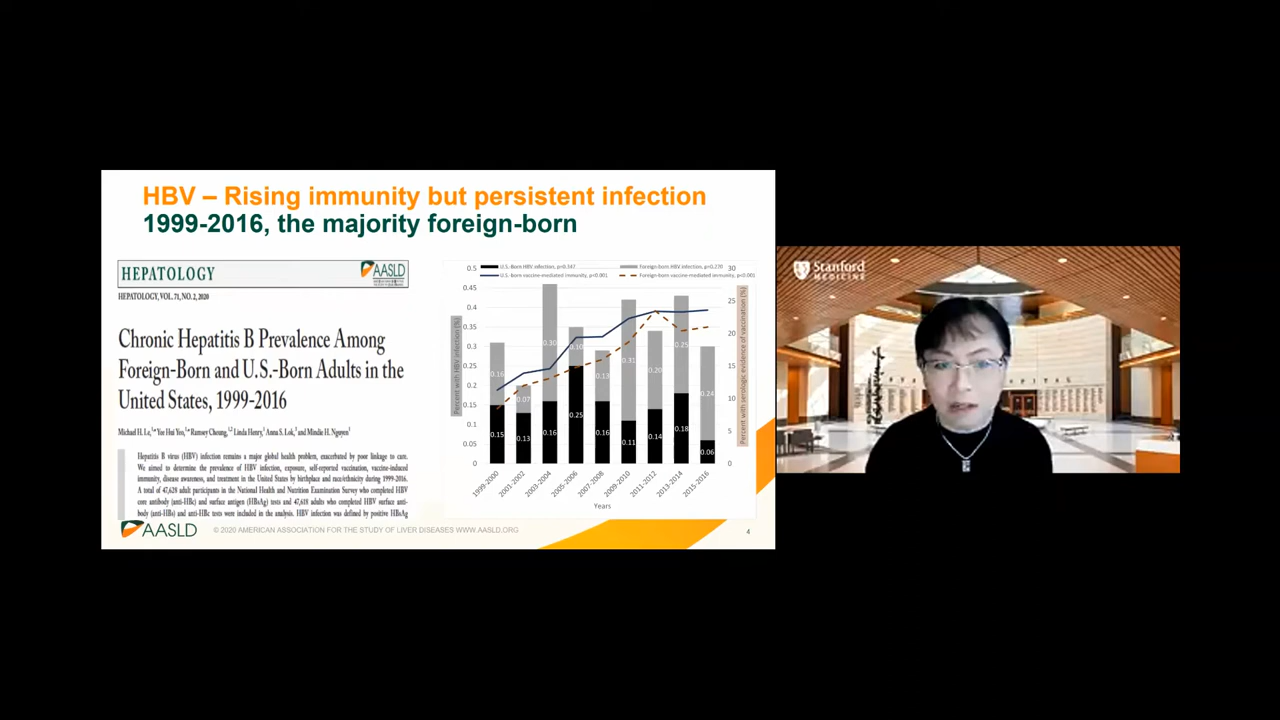 HBV – Rising immunity but persistent infection
1999-2016, the majority foreign-born
HEPATOLOGY
AASLD
HEPATOLOGY, VOL. 71, NO. 2, 2020
Chronic Hepatitis B Prevalence Among
Foreign-Born and U.S.-Born Adults in the
United States, 1999-2016
Michael H. Le,1,* Yee Hui Yeo,1,* Ramsey Cheung,1,2 Linda Henry,1 Anna S. Lok,3 and Mindie H. Nguyen1
Hepatitis B virus (HBV) infection remains a major global health problem, exacerbated by poor linkage to care.
We aimed to determine the prevalence of HBV infection, exposure, self-reported vaccination, vaccine-induced
immunity, disease awareness, and treatment in the United States by birthplace and race/ethnicity during 1999-2016.
A total of 47,628 adult participants in the National Health and Nutrition Examination Survey who completed HBV
core antibody (anti-HBc) and surface antigen (HBsAg) tests and 47,618 adults who completed HBV surface anti-
body (anti-HBs) and anti-HBc tests were included in the analysis. HBV infection was defined by positive HBsAg
U.S.-Born HBV infection, p=0.347
Foreign-born HBV infection, p=0.270
U.S.-Born vaccine-mediated immunity, p<0.001
Foreign-born vaccine-mediated immunity, p<0.001
Percent with HBV infection (%)
0.5
0.45
0.4
0.35
0.3
0.25
0.2
0.15
0.1
0.05
0
0.16
0.07
0.30
0.10
0.13
0.31
0.20
0.25
0.24
0.15
0.13
0.16
0.25
0.16
0.11
0.14
0.18
0.06
30
25
20
15
10
5
0
Percent with serologic evidence of vaccination (%)
1999-2000
2001-2002
2003-2004
2005-2006
2007-2008
2009-2010
2011-2012
2013-2014
2015-2016
Years
AASLD
© 2020 AMERICAN ASSOCIATION FOR THE STUDY OF LIVER DISEASES WWW.AASLD.ORG
4
Stanford
MEDICINE